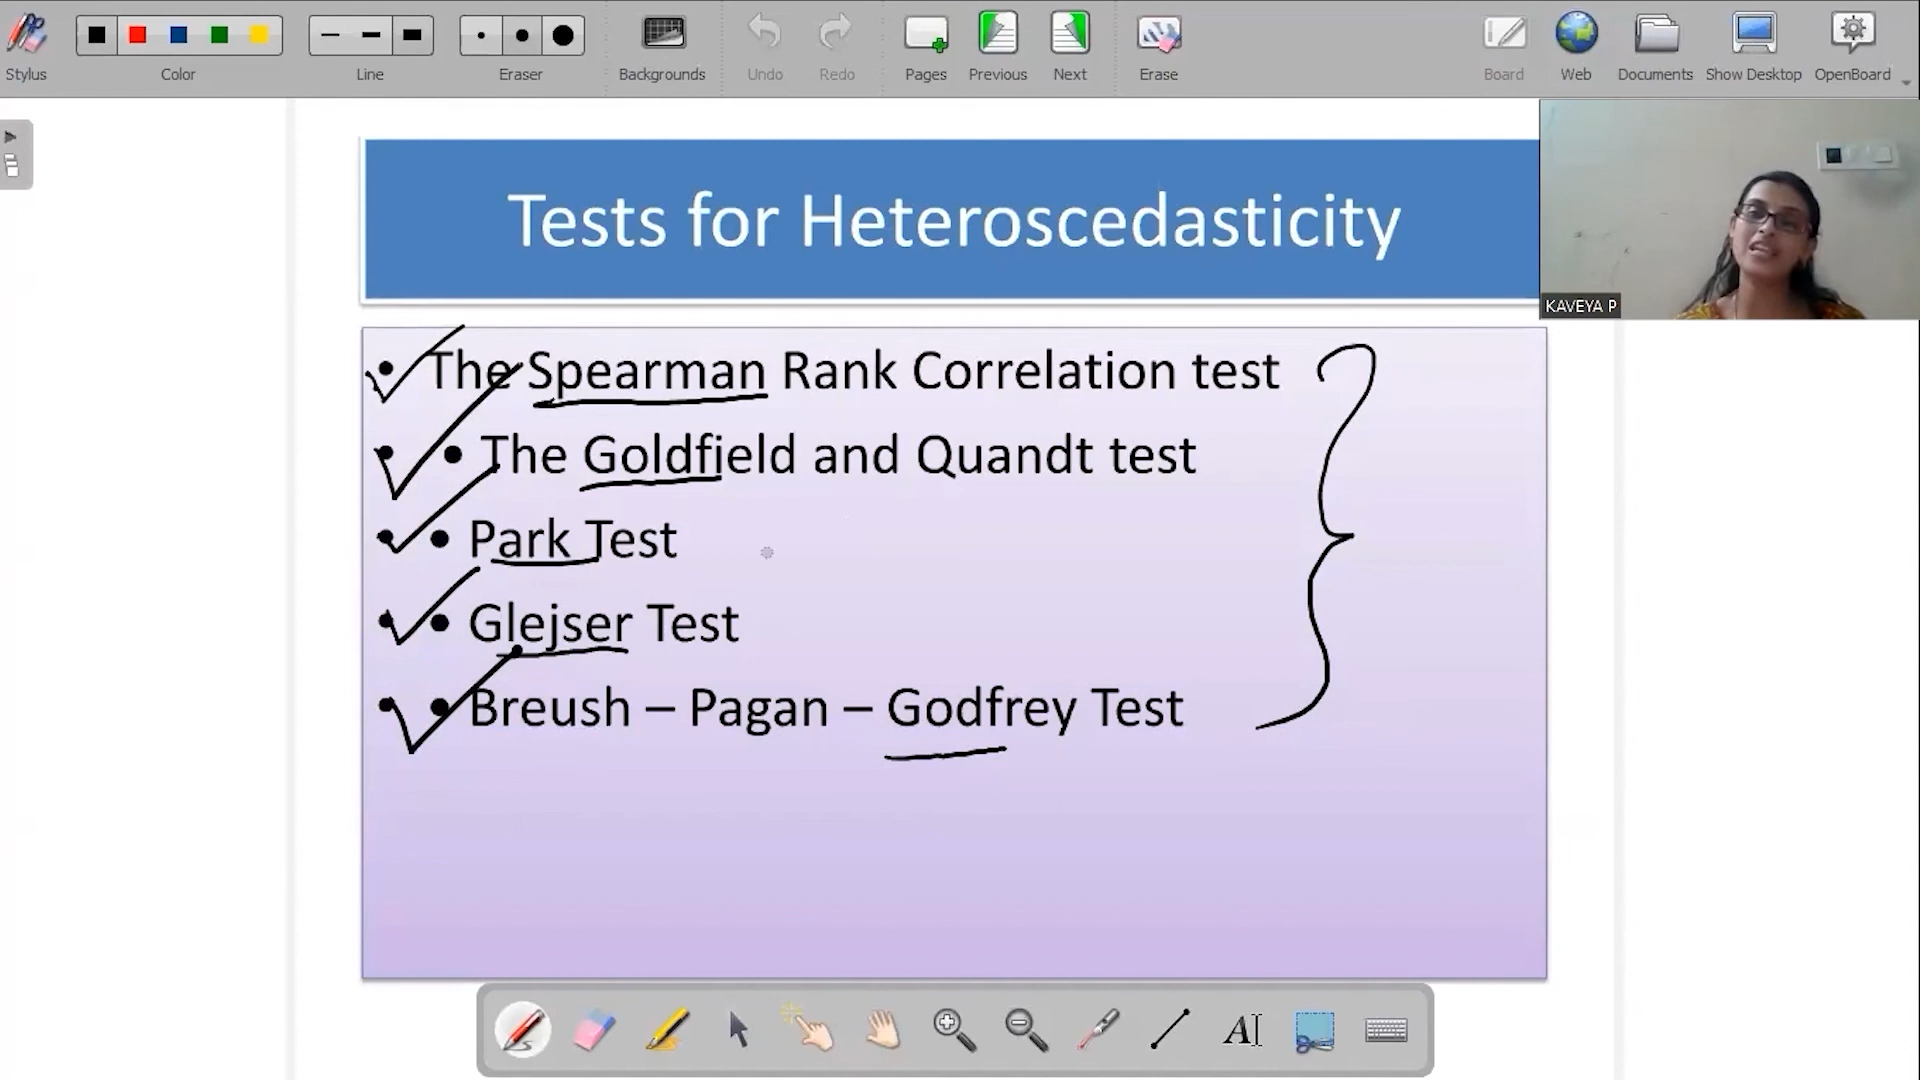 Stylus
Color
Line
Eraser
Backgrounds
Undo
Redo
Pages
Previous
Next
Erase
Board
Web
Documents
Show Desktop
OpenBoard
Tests for Heteroscedasticity
KAVEYA P
• The Spearman Rank Correlation test
• • The Goldfield and Quandt test
• • Park Test
• • Glejser Test
• • Breush – Pagan – Godfrey Test
A